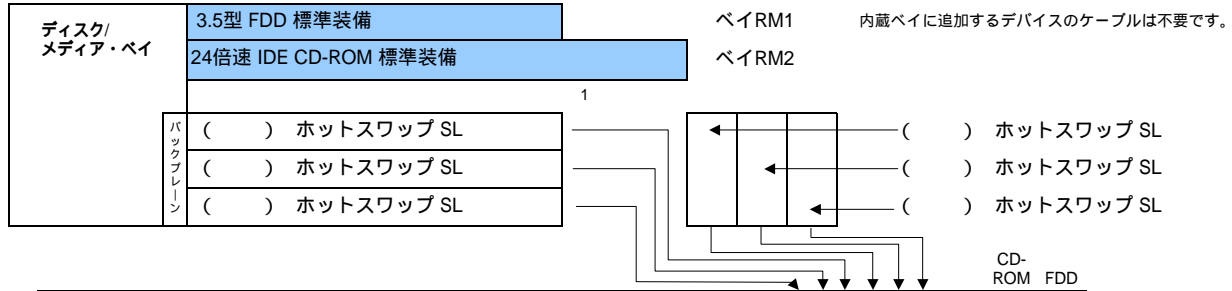 ディスク/
メディア・ベイ
3.5型 FDD 標準装備
ベイRM1
内蔵ベイに追加するデバイスのケーブルは不要です。
24倍速 IDE CD-ROM 標準装備
ベイRM2
1
バックプレーン
(　　) ホットスワップ SL
(　　) ホットスワップ SL
(　　) ホットスワップ SL
(　　) ホットスワップ SL
(　　) ホットスワップ SL
(　　) ホットスワップ SL
CD-
ROM FDD